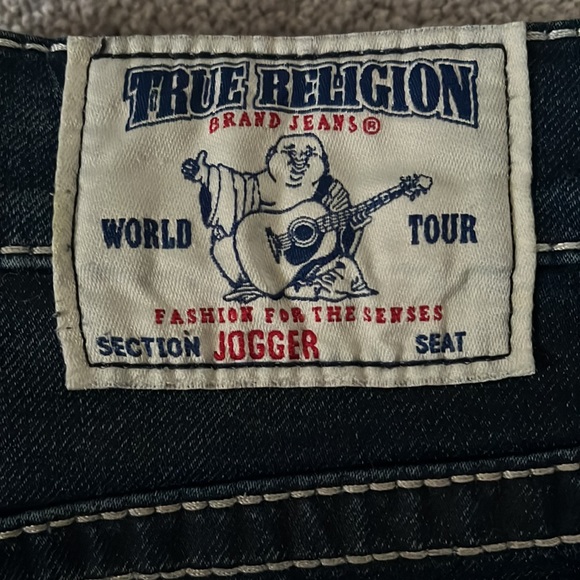 TRUE RELIGION
BRAND JEANS®
WORLD TOUR
FASHION FOR THE SENSES
SECTION JOGGER SEAT